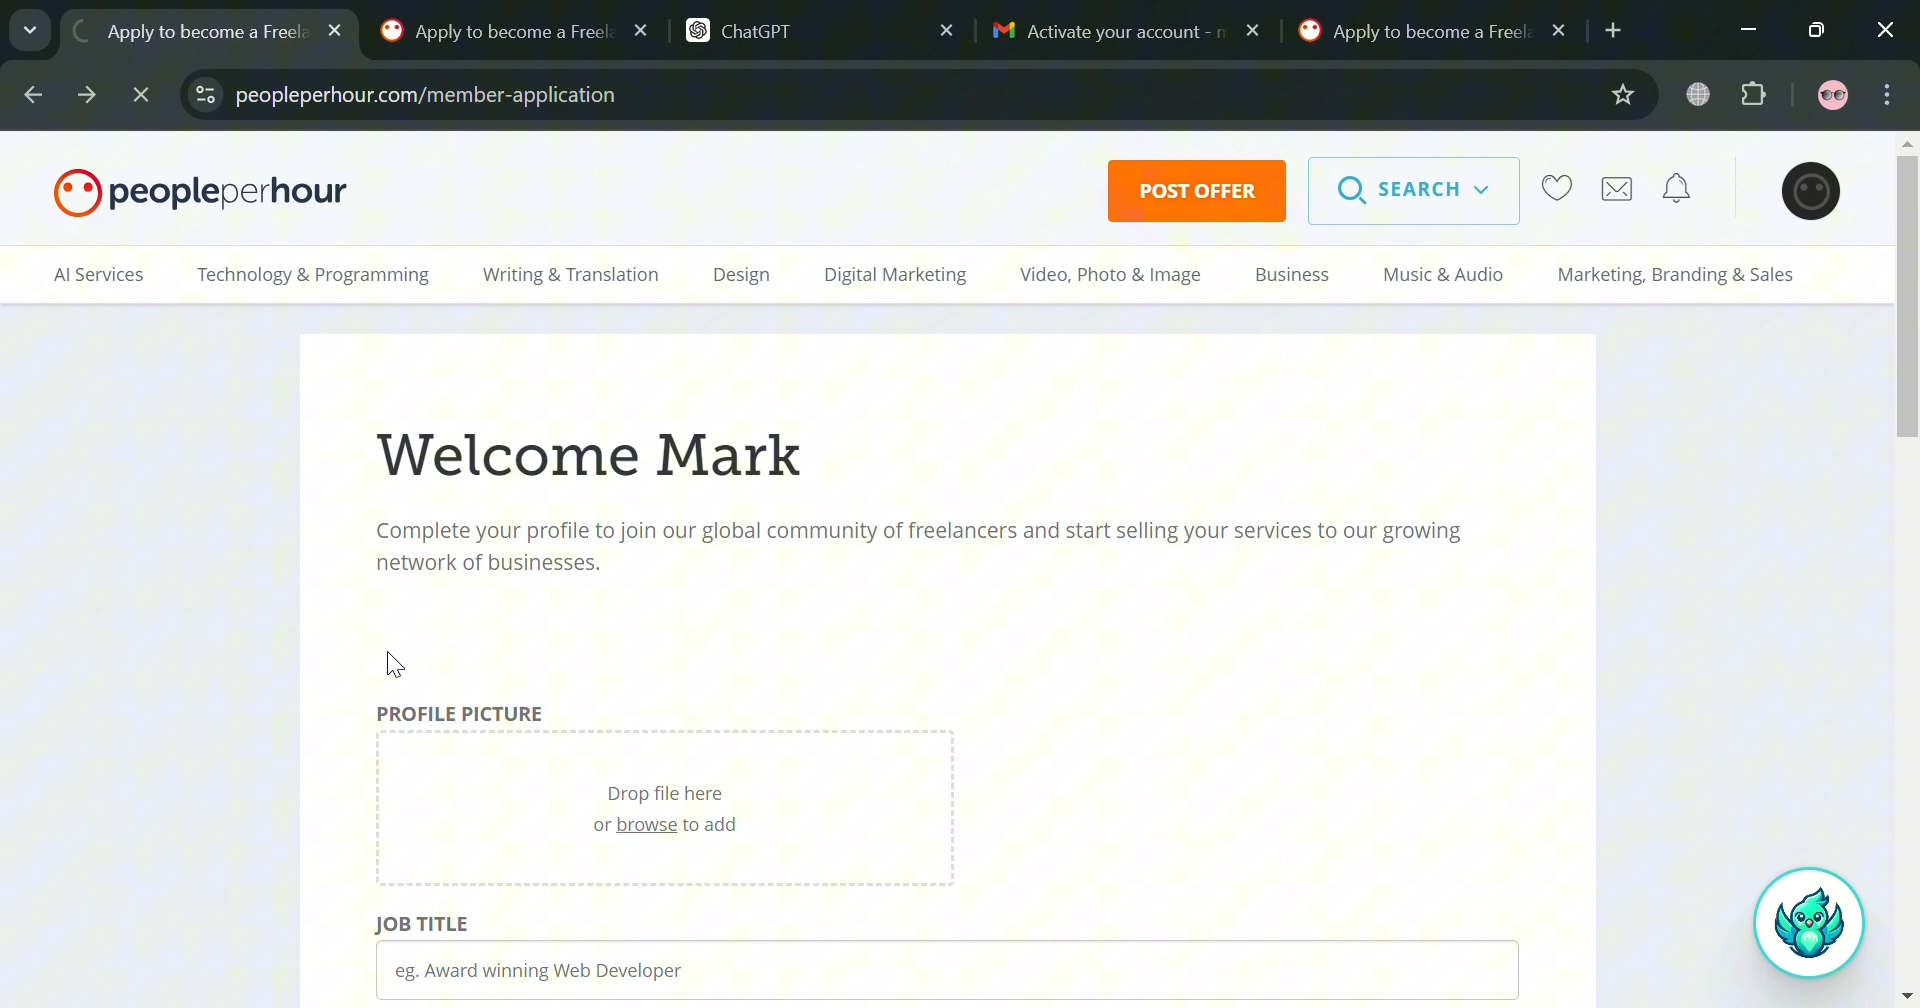 Apply to become a Freela
Apply to become a Freela
ChatGPT
Activate your account - m
Apply to become a Freela
peopleperhour.com/member-application
peopleperhour
POST OFFER
SEARCH
AI Services
Technology & Programming
Writing & Translation
Design
Digital Marketing
Video, Photo & Image
Business
Music & Audio
Marketing, Branding & Sales
Welcome Mark
Complete your profile to join our global community of freelancers and start selling your services to our growing
network of businesses.
PROFILE PICTURE
Drop file here
or browse to add
JOB TITLE
eg. Award winning Web Developer